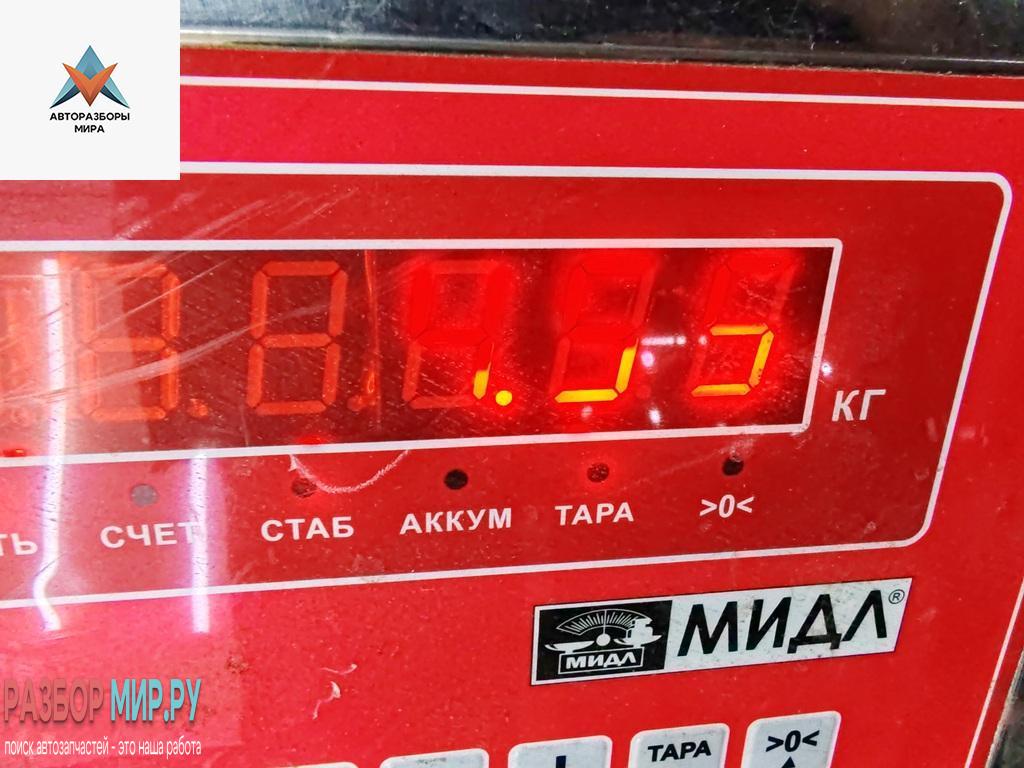 АВТОРАЗБОРЫ
МИРА
КГ
СЧЕТ
СТАБ
АККУМ
ТАРА
>0<
МИДЛ
МИДЛ®
РАЗБОР МИР.РУ
поиск автозапчастей - это наша работа
ТАРА
>0<